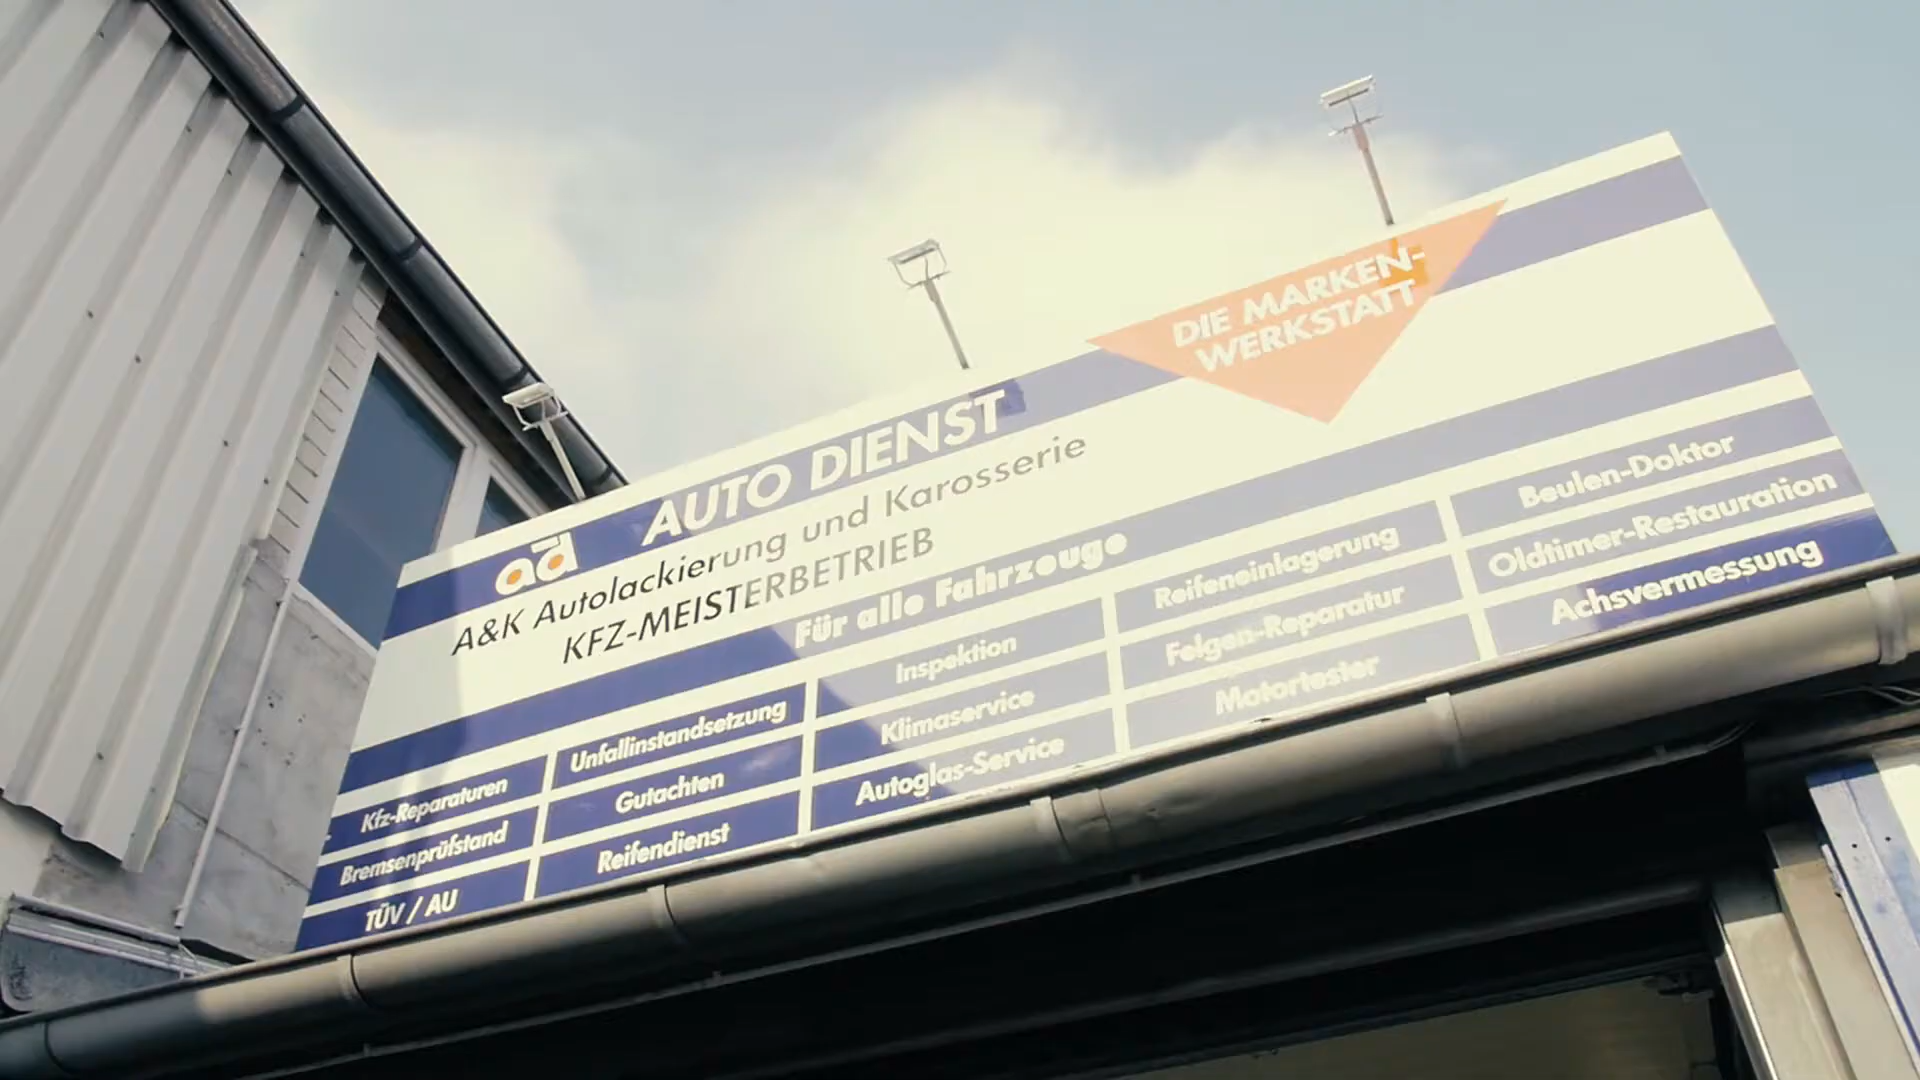 ad AUTO DIENST
DIE MARKEN-
WERKSTATT
A&K Autolackierung und Karosserie
KFZ-MEISTERBETRIEB
Für alle Fahrzeuge
Kfz-Reparaturen
Bremsenprüfstand
TÜV / AU
Unfallinstandsetzung
Gutachten
Reifendienst
Inspektion
Klimaservice
Autoglas-Service
Reifeneinlagerung
Felgen-Reparatur
Motortester
Beulen-Doktor
Oldtimer-Restauration
Achsvermessung